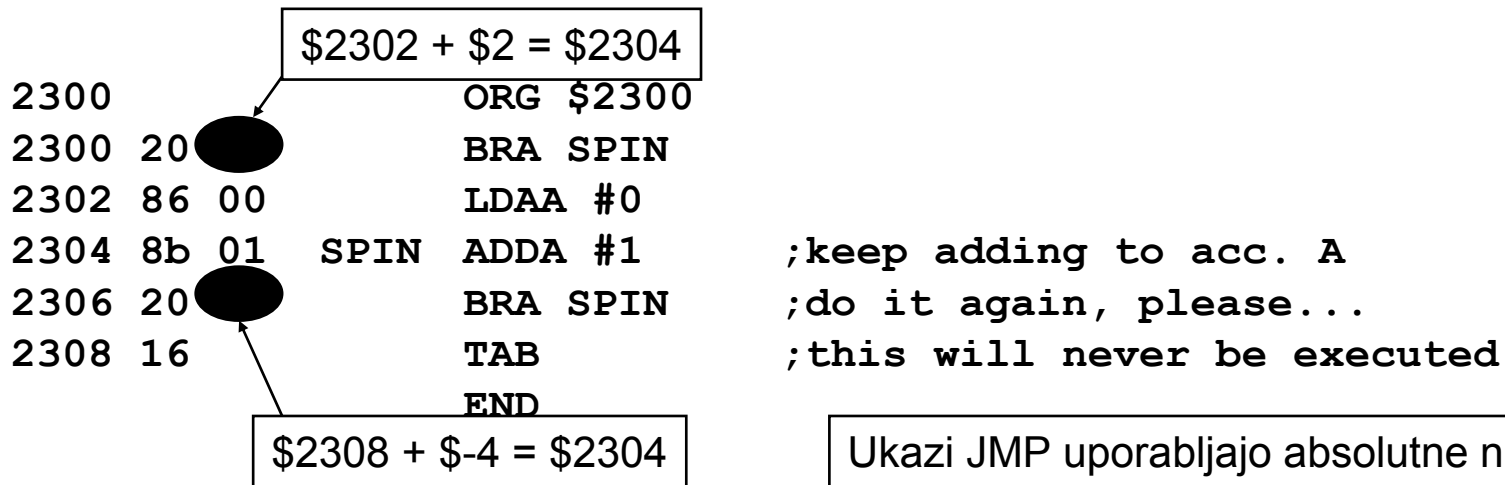 $2302 + $2 = $2304
2300 ORG $2300
2300 20 BRA SPIN
2302 86 00 LDAA #0
2304 8b 01 SPIN ADDA #1 ;keep adding to acc. A
2306 20 BRA SPIN ;do it again, please...
2308 16 TAB ;this will never be executed
END
$2308 + $-4 = $2304
Ukazi JMP uporabljajo absolutne